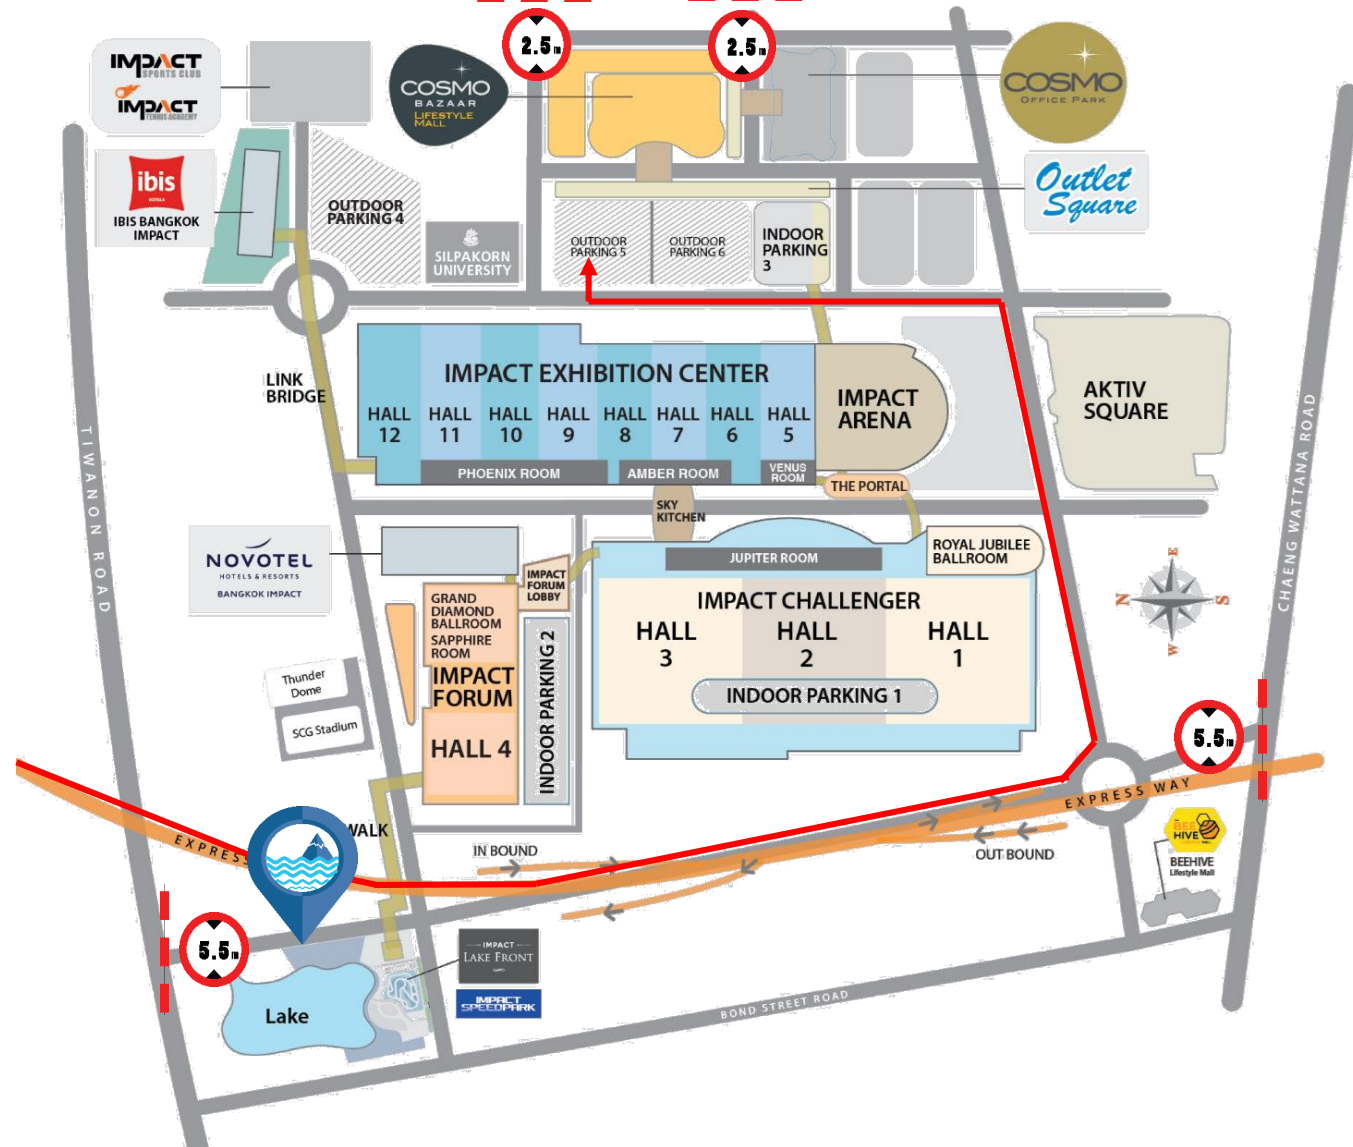 2.5m
2.5m
IMPACT
SPORTS CLUB
IMPACT
TENNIS ACADEMY
COSMO
BAZAAR
LIFESTYLE
MALL
COSMO
OFFICE PARK
ibis
HOTELS
IBIS BANGKOK
IMPACT
OUTDOOR
PARKING 4
SILPAKORN
UNIVERSITY
OUTDOOR
PARKING 5
OUTDOOR
PARKING 6
INDOOR
PARKING
3
Outlet
Square
LINK
BRIDGE
IMPACT EXHIBITION CENTER
HALL
12
HALL
11
HALL
10
HALL
9
HALL
8
HALL
7
HALL
6
HALL
5
PHOENIX ROOM
AMBER ROOM
VENUS
ROOM
IMPACT
ARENA
THE PORTAL
AKTIV
SQUARE
TIWANON ROAD
CHAENG WATTANA ROAD
SKY
KITCHEN
NOVOTEL
HOTELS & RESORTS
BANGKOK IMPACT
IMPACT
FORUM
LOBBY
JUPITER ROOM
ROYAL JUBILEE
BALLROOM
GRAND
DIAMOND
BALLROOM
SAPPHIRE
ROOM
IMPACT
FORUM
HALL 4
INDOOR PARKING 2
IMPACT CHALLENGER
HALL
3
HALL
2
HALL
1
INDOOR PARKING 1
E
N
S
W
Thunder
Dome
SCG Stadium
5.5m
EXPRESS WAY
EXPRESS
WALK
IN BOUND
OUT BOUND
BEE
HIVE
BEEHIVE
Lifestyle Mall
5.5m
IMPACT
LAKE FRONT
IMPACT
SPEEDPARK
Lake
BOND STREET ROAD